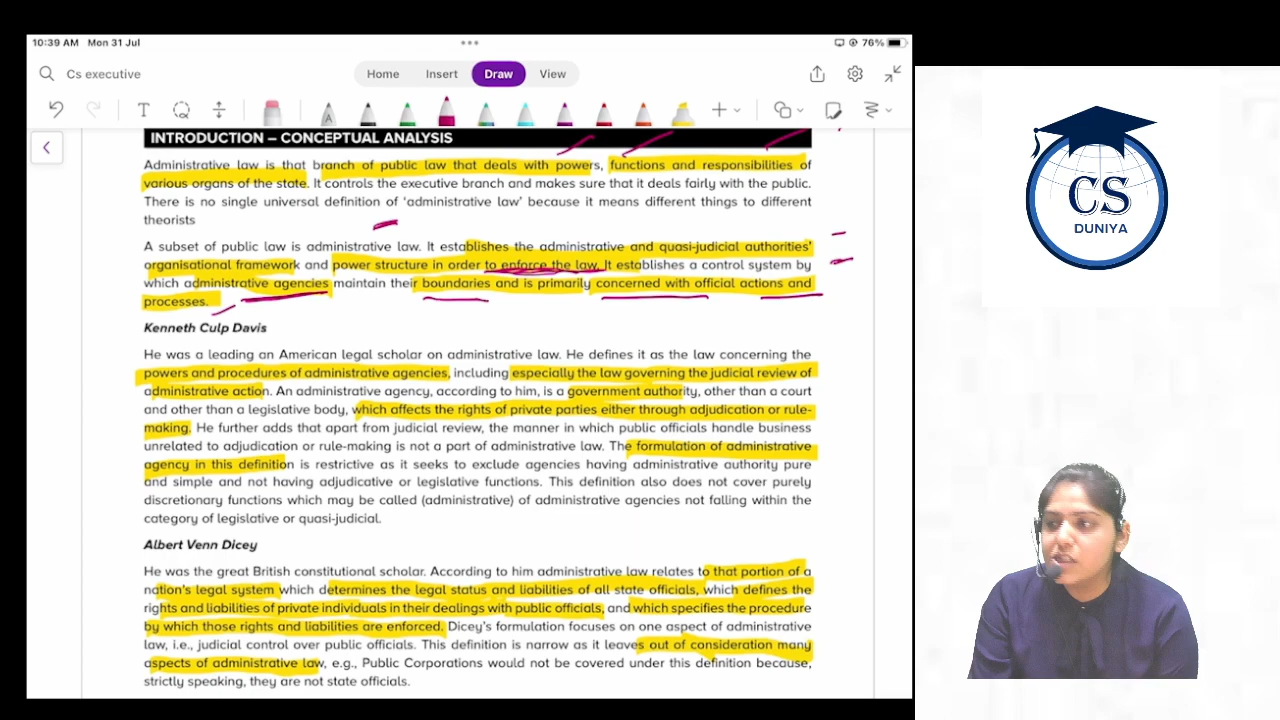 10:39 AM Mon 31 Jul
76%
Cs executive
Home Insert Draw View
INTRODUCTION – CONCEPTUAL ANALYSIS
Administrative law is that branch of public law that deals with powers, functions and responsibilities of
various organs of the state. It controls the executive branch and makes sure that it deals fairly with the public.
There is no single universal definition of ‘administrative law’ because it means different things to different
theorists
A subset of public law is administrative law. It establishes the administrative and quasi-judicial authorities’
organisational framework and power structure in order to enforce the law. It establishes a control system by
which administrative agencies maintain their boundaries and is primarily concerned with official actions and
processes.
Kenneth Culp Davis
He was a leading an American legal scholar on administrative law. He defines it as the law concerning the
powers and procedures of administrative agencies, including especially the law governing the judicial review of
administrative action. An administrative agency, according to him, is a government authority, other than a court
and other than a legislative body, which affects the rights of private parties either through adjudication or rule-
making. He further adds that apart from judicial review, the manner in which public officials handle business
unrelated to adjudication or rule-making is not a part of administrative law. The formulation of administrative
agency in this definition is restrictive as it seeks to exclude agencies having administrative authority pure
and simple and not having adjudicative or legislative functions. This definition also does not cover purely
discretionary functions which may be called (administrative) of administrative agencies not falling within the
category of legislative or quasi-judicial.
Albert Venn Dicey
He was the great British constitutional scholar. According to him administrative law relates to that portion of a
nation's legal system which determines the legal status and liabilities of all state officials, which defines the
rights and liabilities of private individuals in their dealings with public officials, and which specifies the procedure
by which those rights and liabilities are enforced. Dicey's formulation focuses on one aspect of administrative
law, i.e., judicial control over public officials. This definition is narrow as it leaves out of consideration many
aspects of administrative law, e.g., Public Corporations would not be covered under this definition because,
strictly speaking, they are not state officials.
CS
DUNIYA